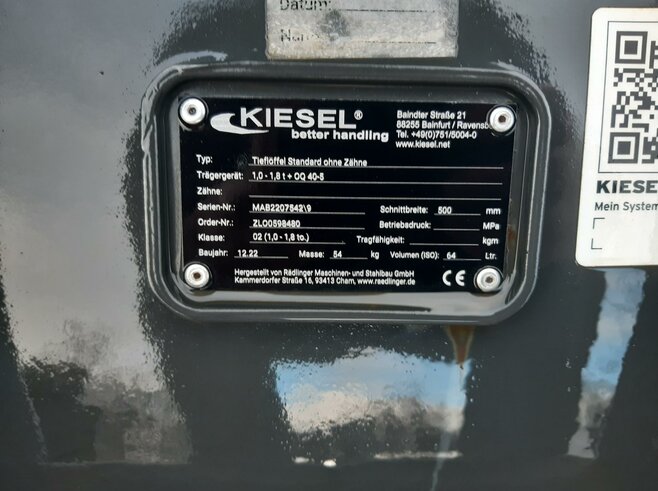 Datum:
KIESEL®
better handling
Baindter Straße 21
88255 Bainfurt /
Tel. +49(0)751/5004-0
www.kiesel.net
Typ: Tieflöffel Standard ohne Zähne
Trägergerät: 1,0 - 1,8 t + OQ 40-5
Zähne:
Serien-Nr.: MAB2207542\9 Schnittbreite: 500 mm
Order-Nr.: ZLO0598480 Betriebsdruck: MPa
Klasse: 02 (1,0 - 1,8 to.) Tragfähigkeit: kgm
Baujahr: 12.22 Masse: 54 kg Volumen (ISO): 64 Ltr.
Hergestellt von Rädlinger Maschinen- und Stahlbau GmbH
Kammerdorfer Straße 16, 93413 Cham, www.raedlinger.de
CE
KIESEL
Mein System